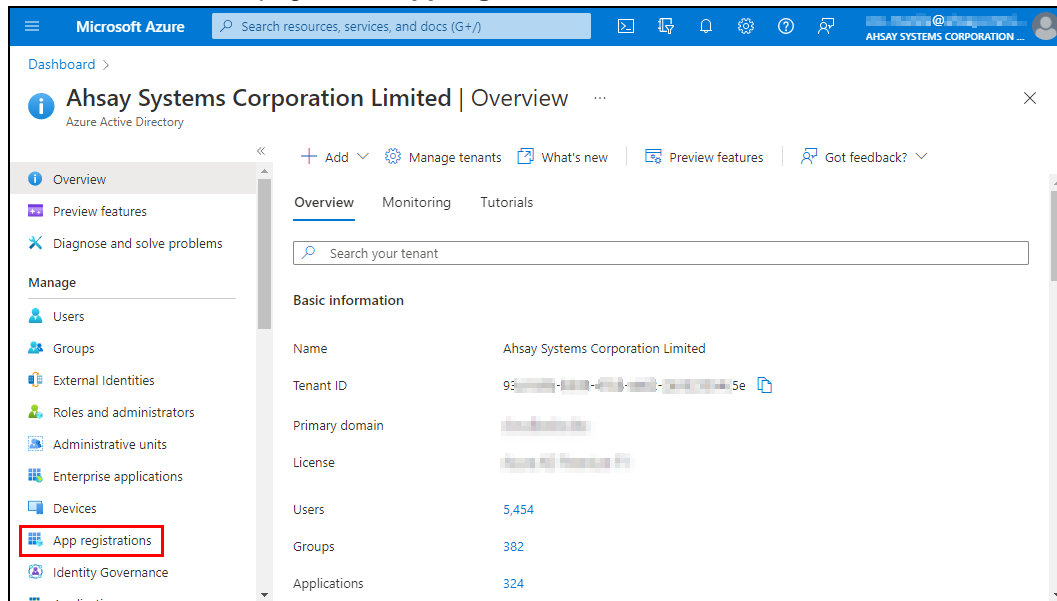 Microsoft Azure
Search resources, services, and docs (G+/)
@
AHSAY SYSTEMS CORPORATION ...
Dashboard >
Ahsay Systems Corporation Limited | Overview ...
Azure Active Directory
«
Add
Manage tenants
What's new
Preview features
Got feedback?
Overview
Preview features
Diagnose and solve problems
Manage
Users
Groups
External Identities
Roles and administrators
Administrative units
Enterprise applications
Devices
App registrations
Identity Governance
Overview Monitoring Tutorials
Search your tenant
Basic information
Name Ahsay Systems Corporation Limited
Tenant ID 93 - - - - 5e
Primary domain
License
Users 5,454
Groups 382
Applications 324